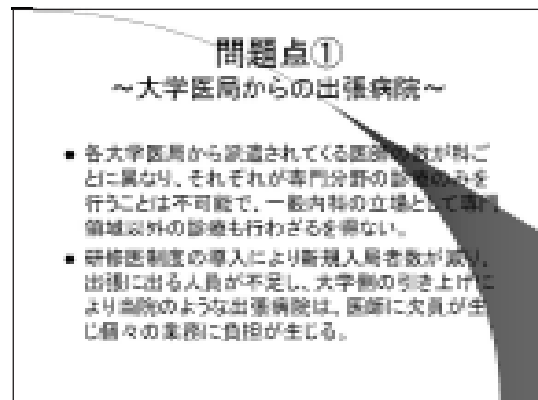 問題点①
～大学医局からの出張病院～
● 各大学医局から派遣されてくる医師の数が科ご
とに異なり、それぞれが専門分野の診療のみを
行うことは不可能で、一般内科の立場として専門
領域以外の診療も行わざるを得ない。
● 研修医制度の導入により新規入局者数が減り、
出張に出る人員が不足し、大学側の引き上げに
より当院のような出張病院は、医師に欠員が生
じ個々の業務に負担が生じる。